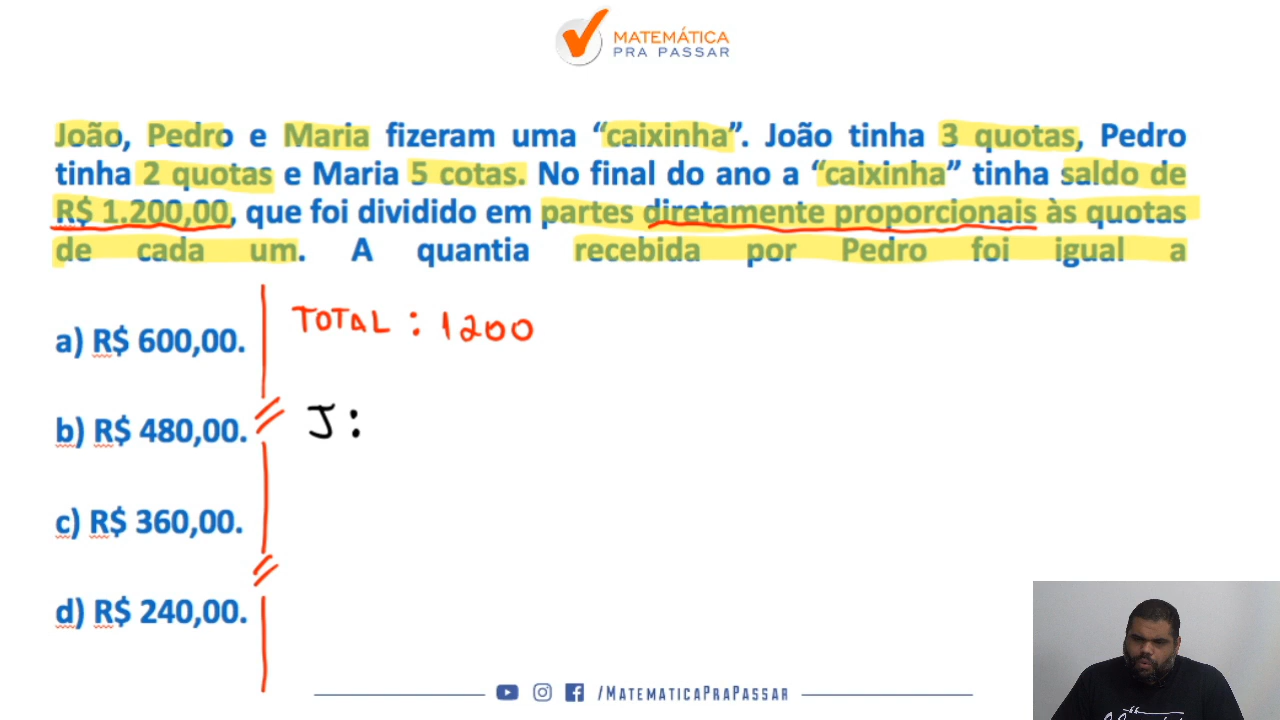 MATEMÁTICA
PRA PASSAR
João, Pedro e Maria fizeram uma “caixinha”. João tinha 3 quotas, Pedro
tinha 2 quotas e Maria 5 cotas. No final do ano a “caixinha” tinha saldo de
R$ 1.200,00, que foi dividido em partes diretamente proporcionais às quotas
de cada um. A quantia recebida por Pedro foi igual a
a) R$ 600,00.
TOTAL : 1200
b) R$ 480,00.
J :
c) R$ 360,00.
d) R$ 240,00.
/MATEMATICAPRAPASSAR